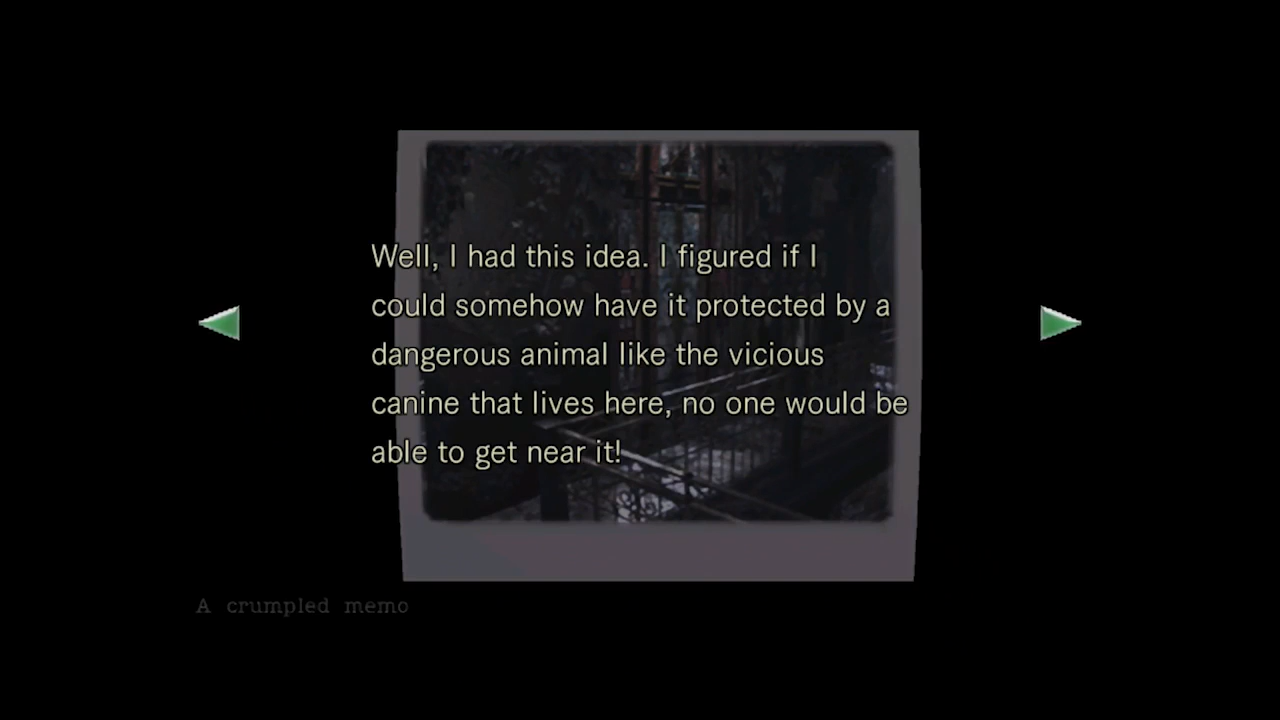 Well, I had this idea. I figured if I
could somehow have it protected by a
dangerous animal like the vicious
canine that lives here, no one would be
able to get near it!
A crumpled memo